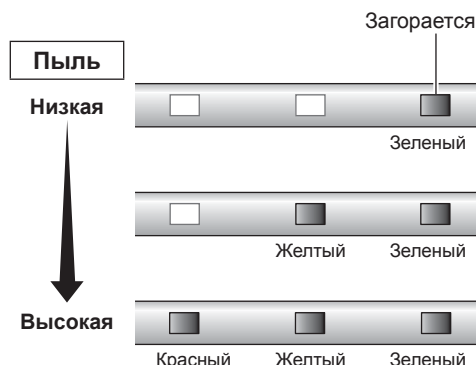 Загорается
Пыль
Низкая
Зеленый
Желтый Зеленый
Высокая
Красный Желтый Зеленый